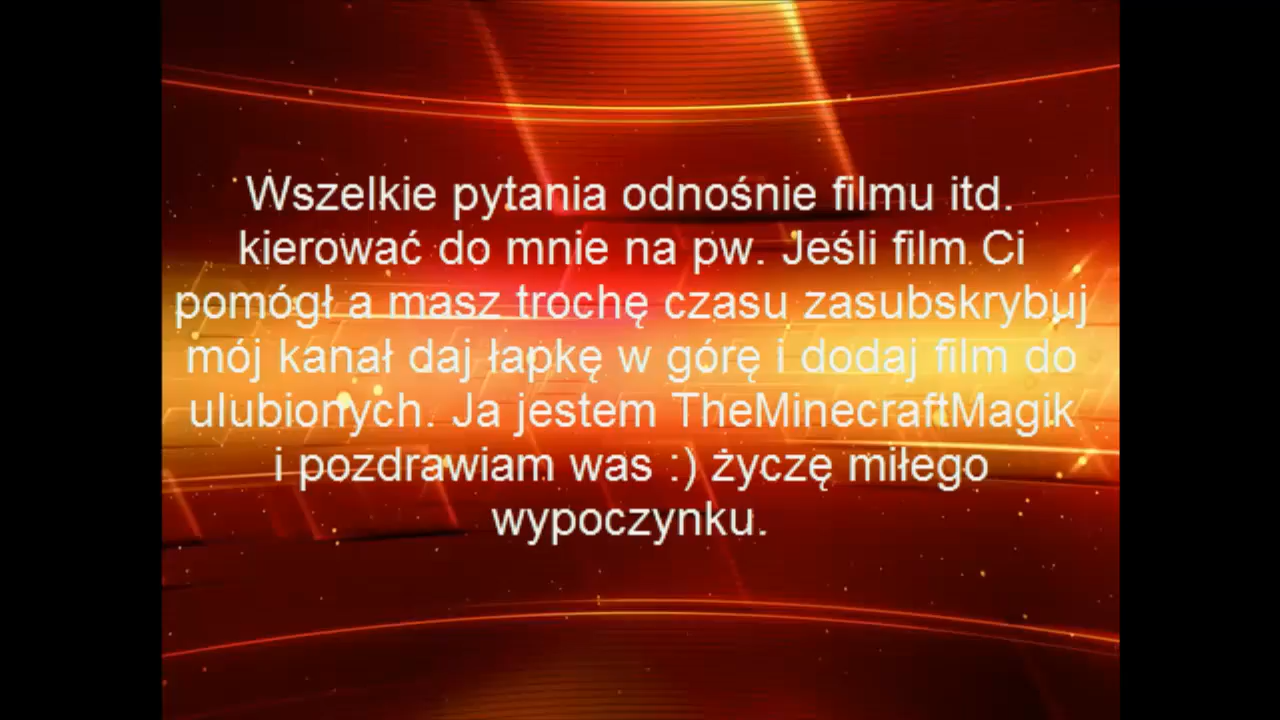 Wszelkie pytania odnośnie filmu itd.
kierować do mnie na pw. Jeśli film Ci
pomógł a masz trochę czasu zasubskrybuj
mój kanał daj łapkę w górę i dodaj film do
ulubionych. Ja jestem TheMinecraftMagik
i pozdrawiam was :) życzę miłego
wypoczynku.